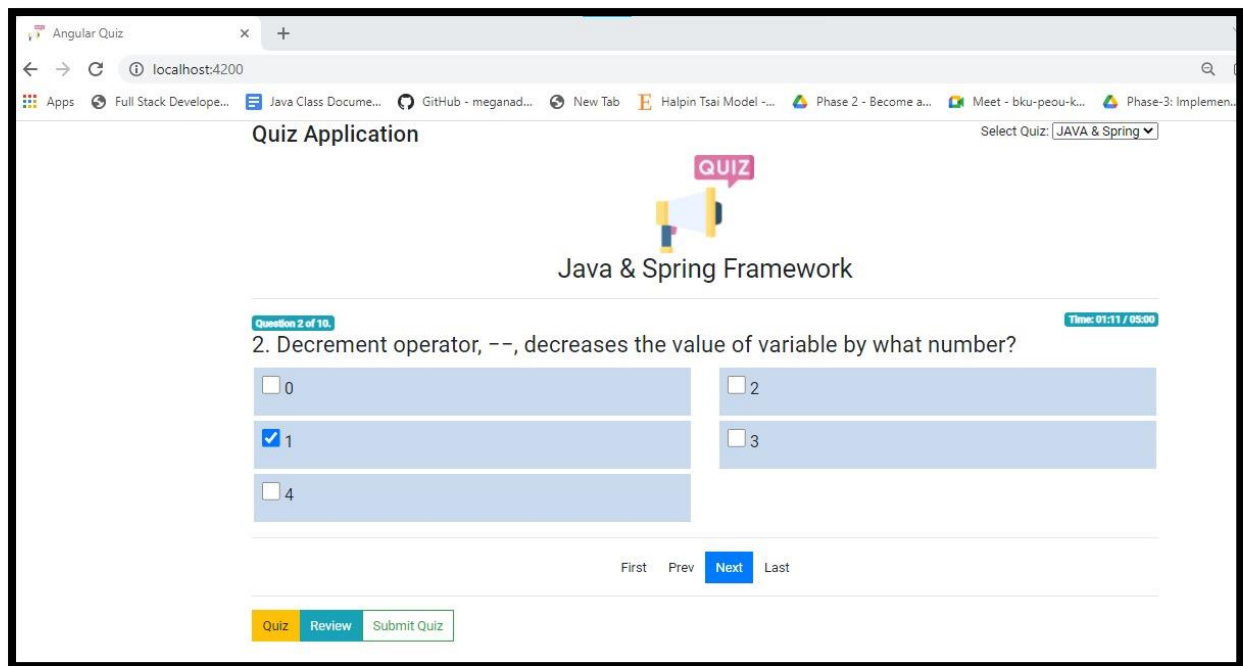 Angular Quiz
localhost:4200
Apps Full Stack Develope... Java Class Docume... GitHub - meganad... New Tab Halpin Tsai Model -... Phase 2 - Become a... Meet - bku-peou-k... Phase-3: Implemen...
Quiz Application Select Quiz: JAVA & Spring
QUIZ
Java & Spring Framework
Question 2 of 10. Time: 01:11 / 05:00
2. Decrement operator, −−, decreases the value of variable by what number?
0 2
1 3
4
First Prev Next Last
Quiz Review Submit Quiz